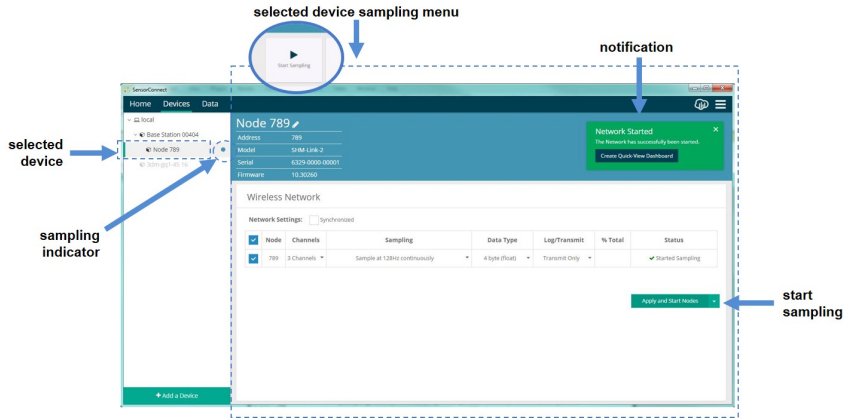 selected device sampling menu
Start Sampling
notification
SensorConnect
Home Devices Data
local
Base Station 00404
Node 789
selected
device
sampling
indicator
Node 789
Address 789
Model SHM-Link-2
Serial 6329-0000-00001
Firmware 10.30260
Network Started
The Network has successfully been started.
Create Quick-View Dashboard
Wireless Network
Network Settings: Synchronized
Node Channels Sampling Data Type Log/Transmit % Total Status
789 3 Channels Sample at 128Hz continuously 4 byte (float) Transmit Only Started Sampling
Apply and Start Nodes
start
sampling
+ Add a Device